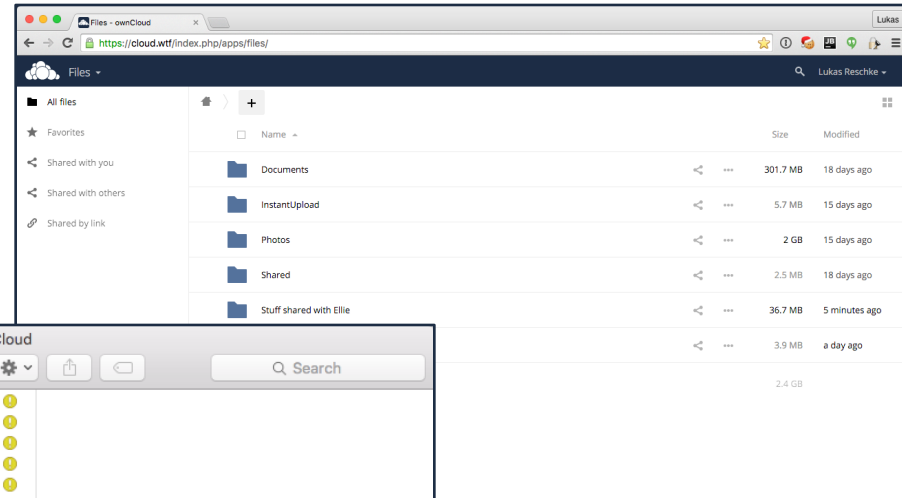 Files - ownCloud
Lukas
https://cloud.wtf/index.php/apps/files/
JB
Files
Lukas Reschke
All files
Favorites
Shared with you
Shared with others
Shared by link
+
Name
Size
Modified
Documents
301.7 MB
18 days ago
InstantUpload
5.7 MB
15 days ago
Photos
2 GB
15 days ago
Shared
2.5 MB
18 days ago
Stuff shared with Ellie
36.7 MB
5 minutes ago
3.9 MB
a day ago
2.4 GB
Cloud
Search